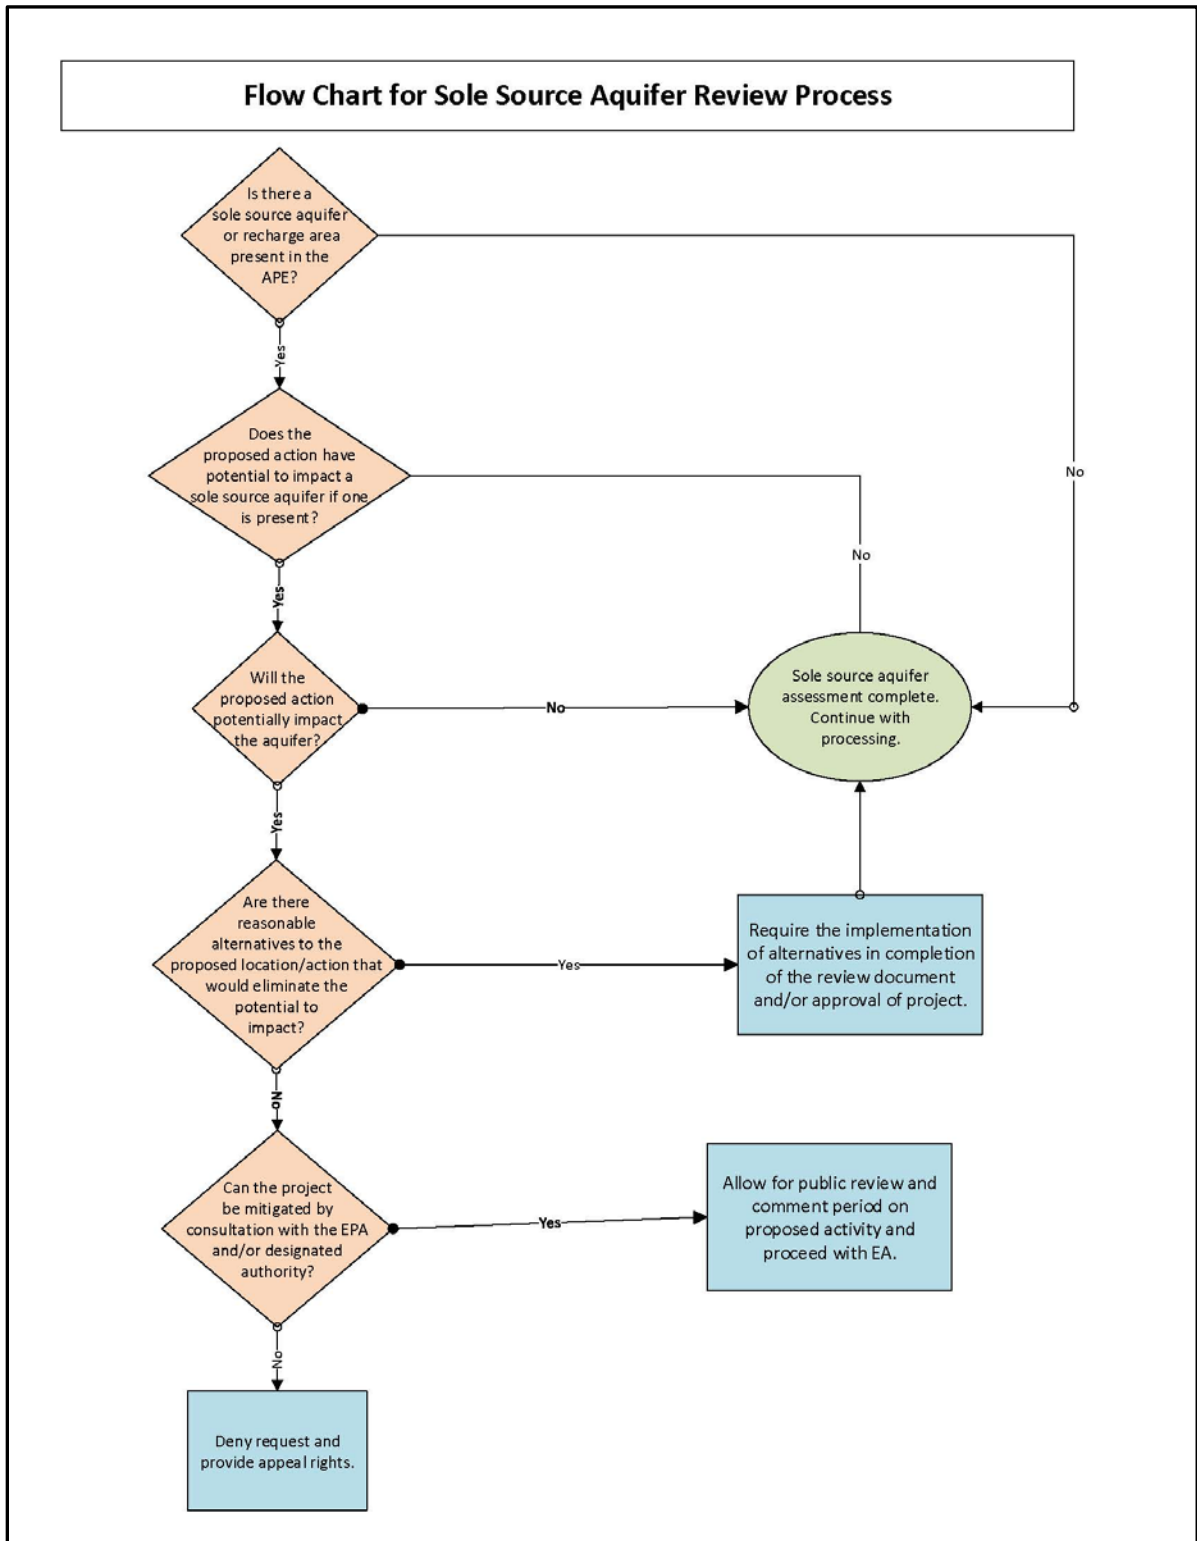 Flow Chart for Sole Source Aquifer Review Process
Is there a
sole source aquifer
or recharge area
present in the
APE?
Yes
Does the
proposed action have
potential to impact a
sole source aquifer if one
is present?
No
No
Yes
Will the
proposed action
potentially impact
the aquifer?
No
Sole source aquifer
assessment complete.
Continue with
processing.
Yes
Are there
reasonable
alternatives to the
proposed location/action that
would eliminate the
potential to
impact?
Yes
Require the implementation
of alternatives in completion
of the review document
and/or approval of project.
No
Can the project
be mitigated by
consultation with the EPA
and/or designated
authority?
Yes
Allow for public review and
comment period on
proposed activity and
proceed with EA.
No
Deny request and
provide appeal rights.